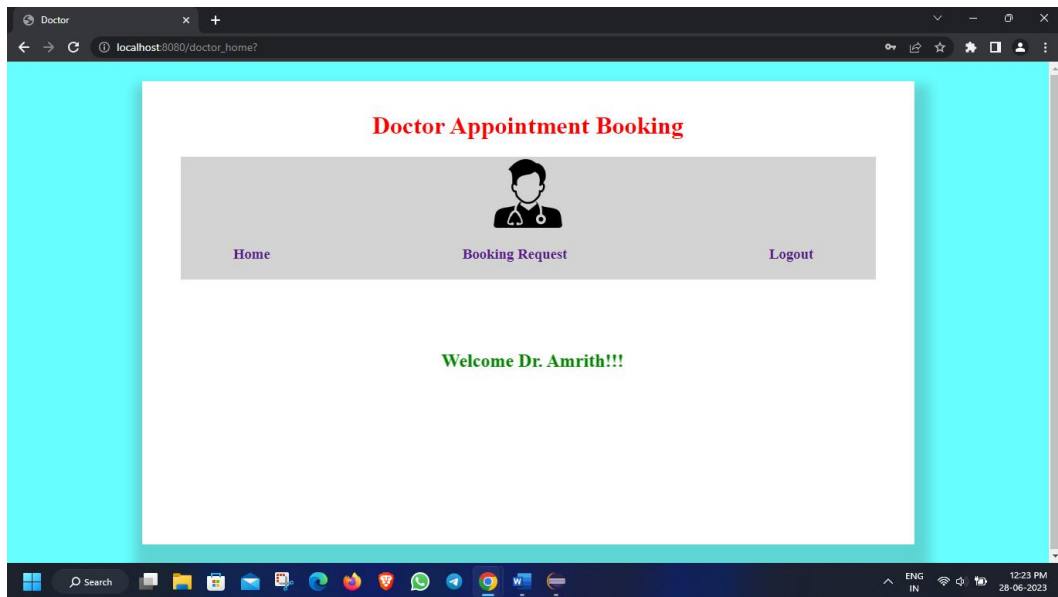 Doctor
localhost:8080/doctor_home?
Doctor Appointment Booking
Home Booking Request Logout
Welcome Dr. Amrith!!!
Search
ENG
IN
12:23 PM
28-06-2023